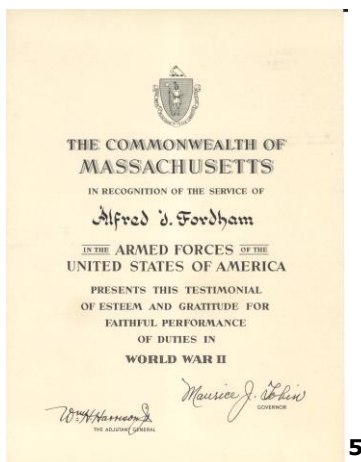 THE COMMONWEALTH OF
MASSACHUSETTS
IN RECOGNITION OF THE SERVICE OF
Alfred J. Fordham
IN THE ARMED FORCES OF THE
UNITED STATES OF AMERICA
PRESENTS THIS TESTIMONIAL
OF ESTEEM AND GRATITUDE FOR
FAITHFUL PERFORMANCE
OF DUTIES IN
WORLD WAR II
Maurice J. Tobin
GOVERNOR
Wm H Harrison Jr.
THE ADJUTANT GENERAL
5